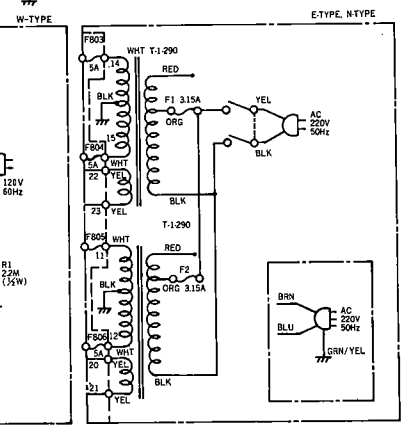 W-TYPE
E-TYPE, N-TYPE
F803
5A
14
WHT
T-1-290
RED
BLK
F1 3.15A
ORG
YEL
AC
220V
50Hz
BLK
15
F804
5A
WHT
22
YEL
23
YEL
BLK
120V
60Hz
T-1-290
F805
WHT
11
RED
R1
2.2M
(½W)
BLK
F2
ORG 3.15A
F806
12
5A
WHT
20
YEL
21
YEL
BLK
BRN
BLU
AC
220V
50Hz
GRN/YEL